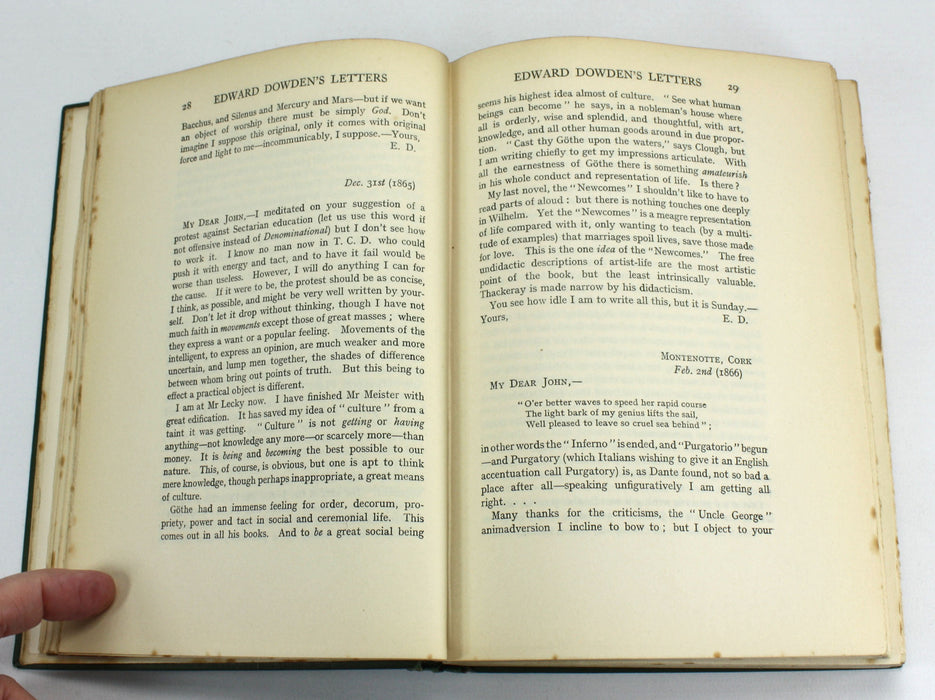 28 EDWARD DOWDEN'S LETTERS
Bacchus, and Silenus and Mercury and Mars—but if we want
an object of worship there must be simply God. Don't
imagine I suppose this original, only it comes with original
force and light to me—incommunicably, I suppose.—Yours,
E. D.
Dec. 31st (1865)
MY DEAR JOHN,—I meditated on your suggestion of a
protest against Sectarian education (let us use this word if
not offensive instead of Denominational) but I don't see how
to work it. I know no man now in T. C. D. who could
push it with energy and tact, and to have it fail would be
worse than useless. However, I will do anything I can for
the cause. If it were to be, the protest should be as concise,
I think, as possible, and might be very well written by your-
self. Don't let it drop without thinking, though I have not
much faith in movements except those of great masses; where
they express a want or a popular feeling. Movements of the
intelligent, to express an opinion, are much weaker and more
uncertain, and lump men together, the shades of difference
between whom bring out points of truth. But this being to
effect a practical object is different.
I am at Mr Lecky now. I have finished Mr Meister with
great edification. It has saved my idea of "culture" from a
taint it was getting. "Culture" is not getting or having
anything—not knowledge any more—or scarcely more—than
money. It is being and becoming the best possible to our
nature. This, of course, is obvious, but one is apt to think
mere knowledge, though perhaps inappropriate, a great means
of culture.
Göthe had an immense feeling for order, decorum, pro-
priety, power and tact in social and ceremonial life. This
comes out in all his books. And to be a great social being
EDWARD DOWDEN'S LETTERS 29
seems his highest idea almost of culture. "See what human
beings can become" he says, in a nobleman's house where
all is orderly, wise and splendid, and thoughtful, with art,
knowledge, and all other human goods around in due propor-
tion. "Cast thy Göthe upon the waters," says Clough, but
I am writing chiefly to get my impressions articulate. With
all the earnestness of Göthe there is something amateurish
in his whole conduct and representation of life. Is there?
My last novel, the "Newcomes" I shouldn't like to have to
read parts of aloud: but there is nothing touches one deeply
in Wilhelm. Yet the "Newcomes" is a meagre representation
of life compared with it, only wanting to teach (by a multi-
tude of examples) that marriages spoil lives, save those made
for love. This is the one idea of the "Newcomes." The free
undidactic descriptions of artist-life are the most artistic
point of the book, but the least intrinsically valuable.
Thackeray is made narrow by his didacticism.
You see how idle I am to write all this, but it is Sunday.—
Yours, E. D.
MONTENOTTE, CORK
Feb. 2nd (1866)
MY DEAR JOHN,—
"O'er better waves to speed her rapid course
The light bark of my genius lifts the sail,
Well pleased to leave so cruel sea behind";
in other words the "Inferno" is ended, and "Purgatorio" begun
—and Purgatory (which Italians wishing to give it an English
accentuation call Purgatory) is, as Dante found, not so bad a
place after all—speaking unfiguratively I am getting all
right. . . .
Many thanks for the criticisms, the "Uncle George"
animadversion I incline to bow to; but I object to your